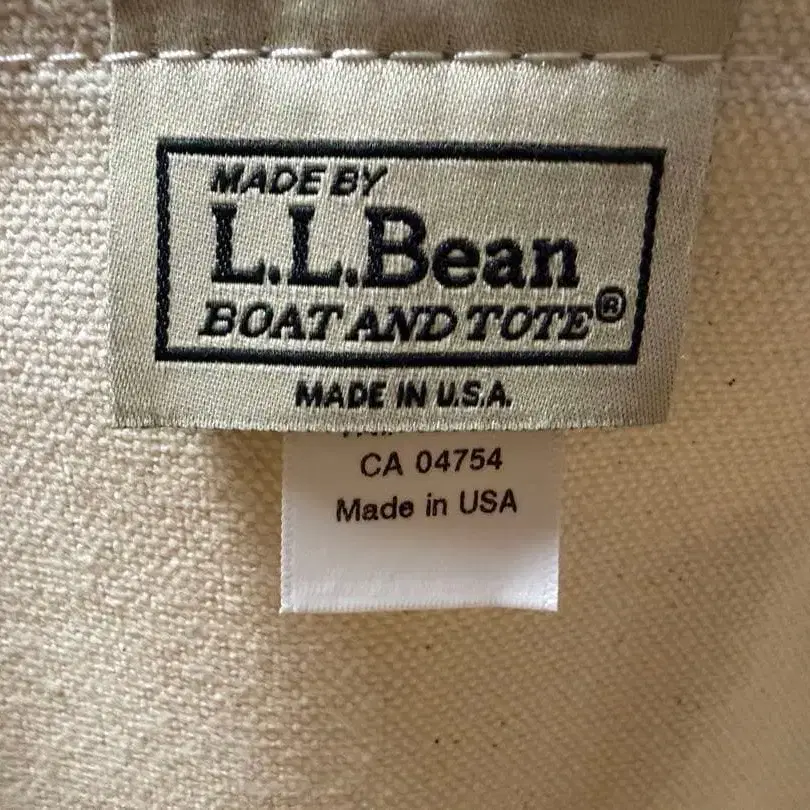 MADE BY
L.L.Bean
BOAT AND TOTE®
MADE IN U.S.A.
CA 04754
Made in USA